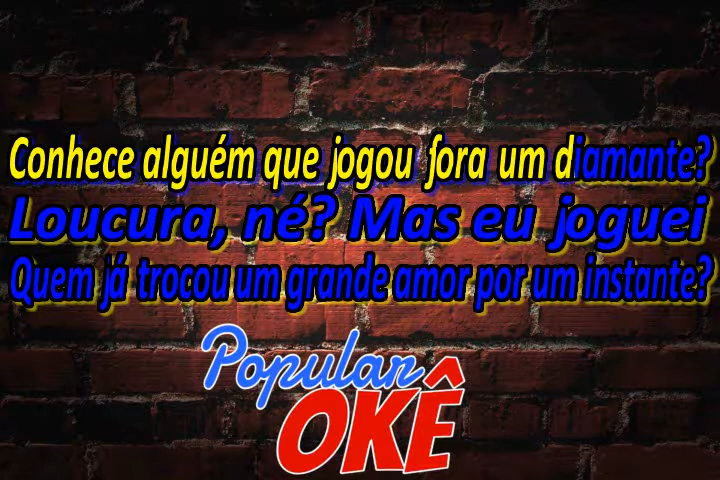 Conhece alguém que jogou fora um diamante?
Loucura, né? Mas eu joguei
Quem já trocou um grande amor por um instante?
Popular
OKÊ